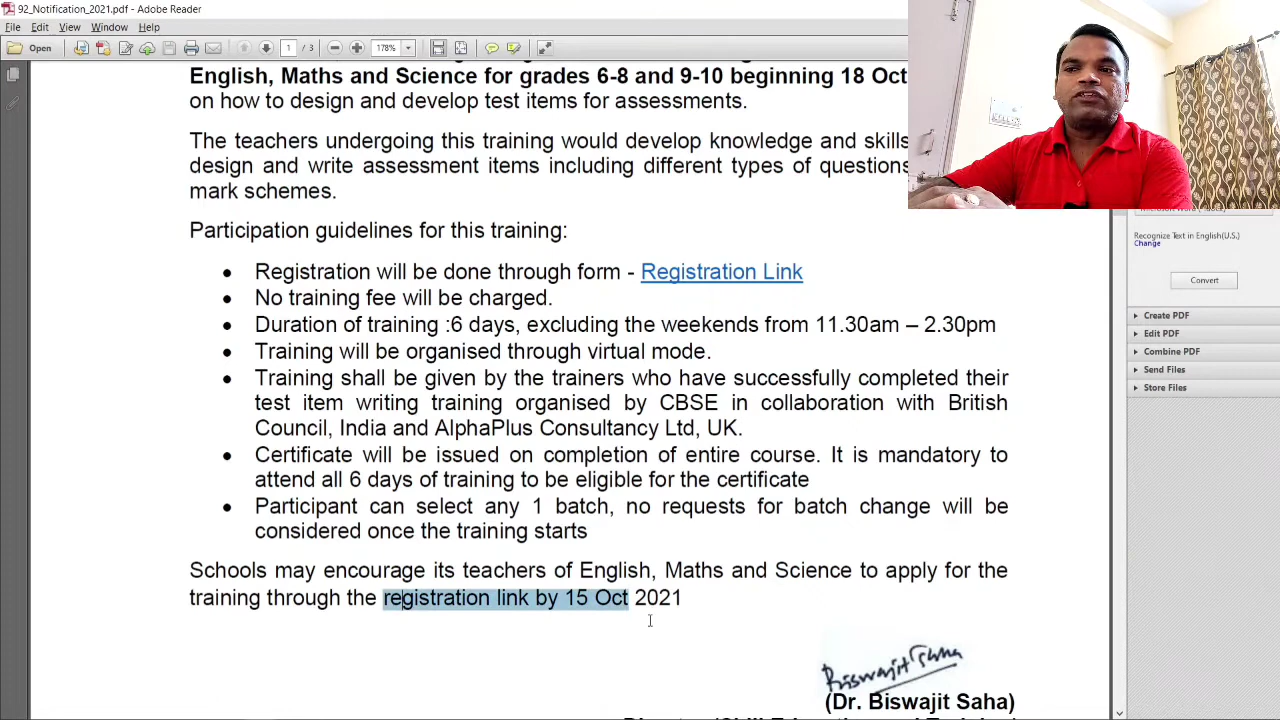 92_Notification_2021.pdf - Adobe Reader
File Edit View Window Help
Open 1 / 3 178%
English, Maths and Science for grades 6-8 and 9-10 beginning 18 Oct
on how to design and develop test items for assessments.
The teachers undergoing this training would develop knowledge and skills
design and write assessment items including different types of questions
mark schemes.
Participation guidelines for this training:
• Registration will be done through form - Registration Link
• No training fee will be charged.
• Duration of training :6 days, excluding the weekends from 11.30am – 2.30pm
• Training will be organised through virtual mode.
• Training shall be given by the trainers who have successfully completed their
test item writing training organised by CBSE in collaboration with British
Council, India and AlphaPlus Consultancy Ltd, UK.
• Certificate will be issued on completion of entire course. It is mandatory to
attend all 6 days of training to be eligible for the certificate
• Participant can select any 1 batch, no requests for batch change will be
considered once the training starts
Schools may encourage its teachers of English, Maths and Science to apply for the
training through the registration link by 15 Oct 2021
Biswajit Saha
(Dr. Biswajit Saha)
Recognize Text in English(U.S.)
Change
Convert
Create PDF
Edit PDF
Combine PDF
Send Files
Store Files